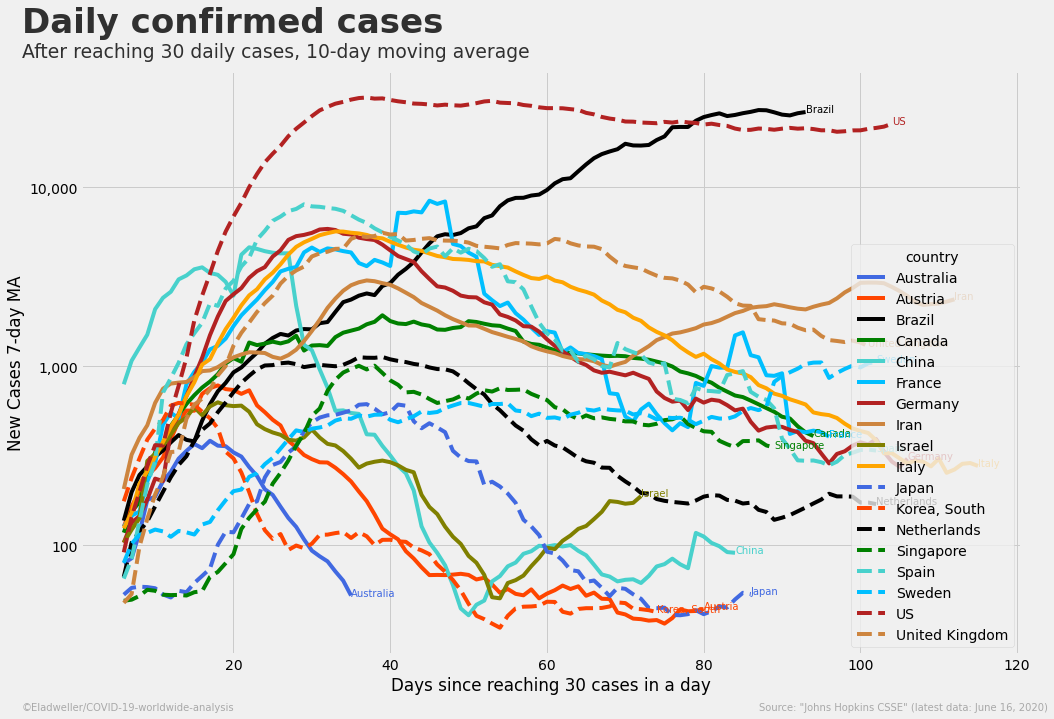 Daily confirmed cases
After reaching 30 daily cases, 10-day moving average
New Cases 7-day MA
10,000
1,000
100
Brazil
US
Iran
Canada
Singapore
Germany
Italy
Israel
Netherlands
China
Australia
Japan
Korea, South
Austria
country
Australia
Austria
Brazil
Canada
China
France
Germany
Iran
Israel
Italy
Japan
Korea, South
Netherlands
Singapore
Spain
Sweden
US
United Kingdom
20
40
60
80
100
120
Days since reaching 30 cases in a day
©Eladweller/COVID-19-worldwide-analysis
Source: "Johns Hopkins CSSE" (latest data: June 16, 2020)